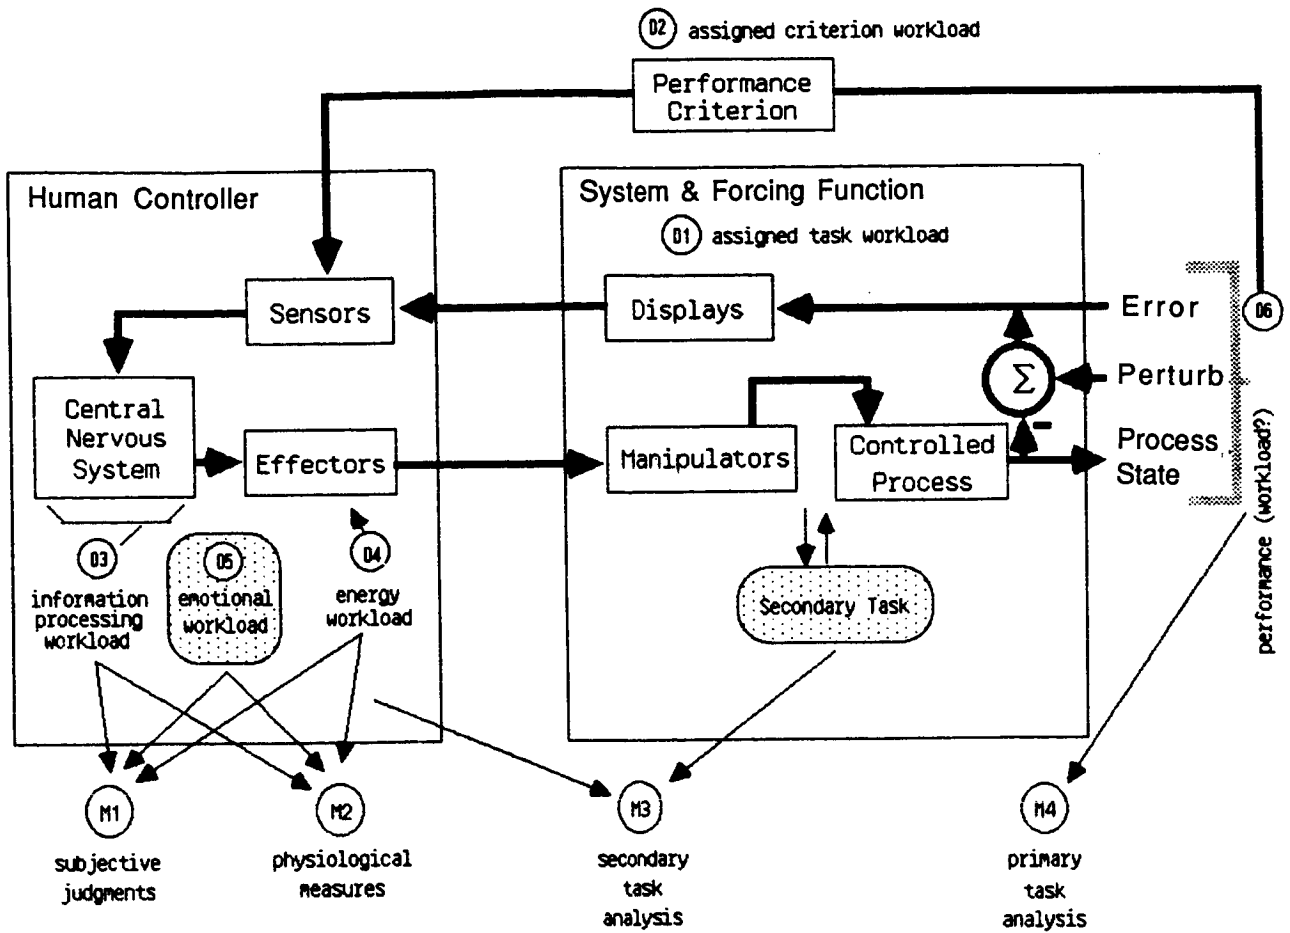 D2 assigned criterion workload
Performance
Criterion
Human Controller
System & Forcing Function
D1 assigned task workload
Sensors
Displays
Error
D6
Σ
Perturb
Central
Nervous
System
Effectors
Manipulators
Controlled
Process
−
Process
State
performance (workload?)
D3
information
processing
workload
D5
emotional
workload
D4
energy
workload
Secondary Task
M1
subjective
judgments
M2
physiological
measures
M3
secondary
task
analysis
M4
primary
task
analysis